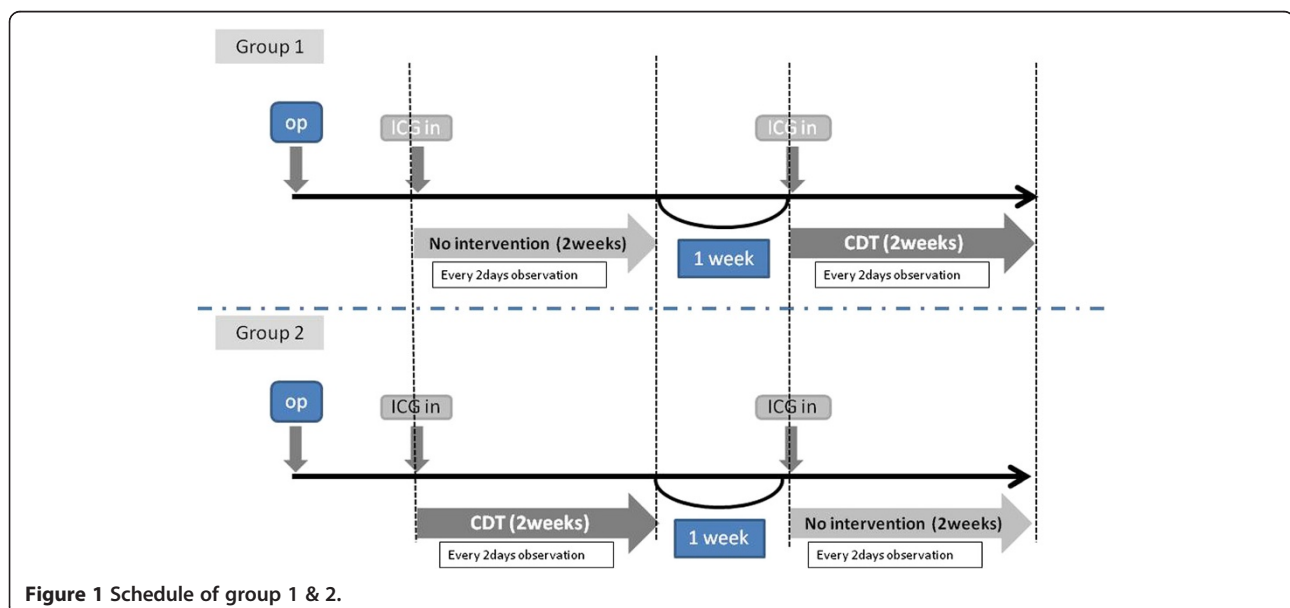 Group 1
op
ICG in
ICG in
No intervention (2weeks)
Every 2days observation
1 week
CDT (2weeks)
Every 2days observation
Group 2
op
ICG in
ICG in
CDT (2weeks)
Every 2days observation
1 week
No intervention (2weeks)
Every 2days observation
Figure 1 Schedule of group 1 & 2.